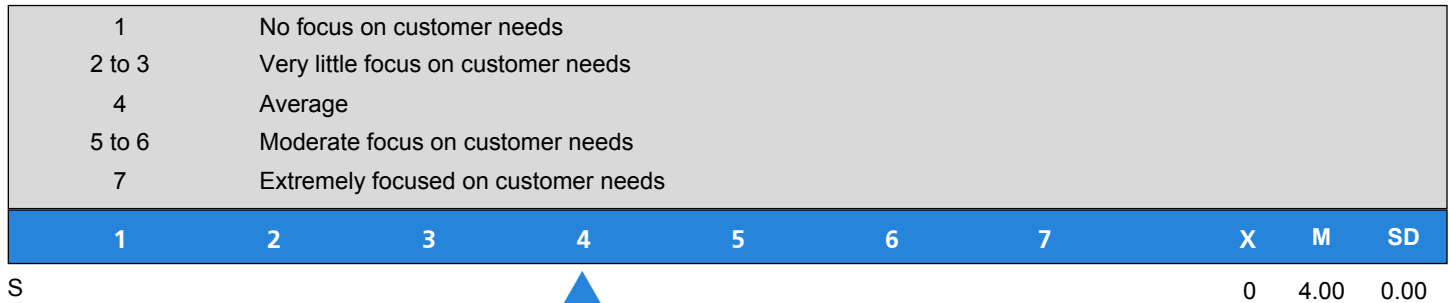 1 No focus on customer needs
2 to 3 Very little focus on customer needs
4 Average
5 to 6 Moderate focus on customer needs
7 Extremely focused on customer needs
1 2 3 4 5 6 7 X M SD
S 0 4.00 0.00